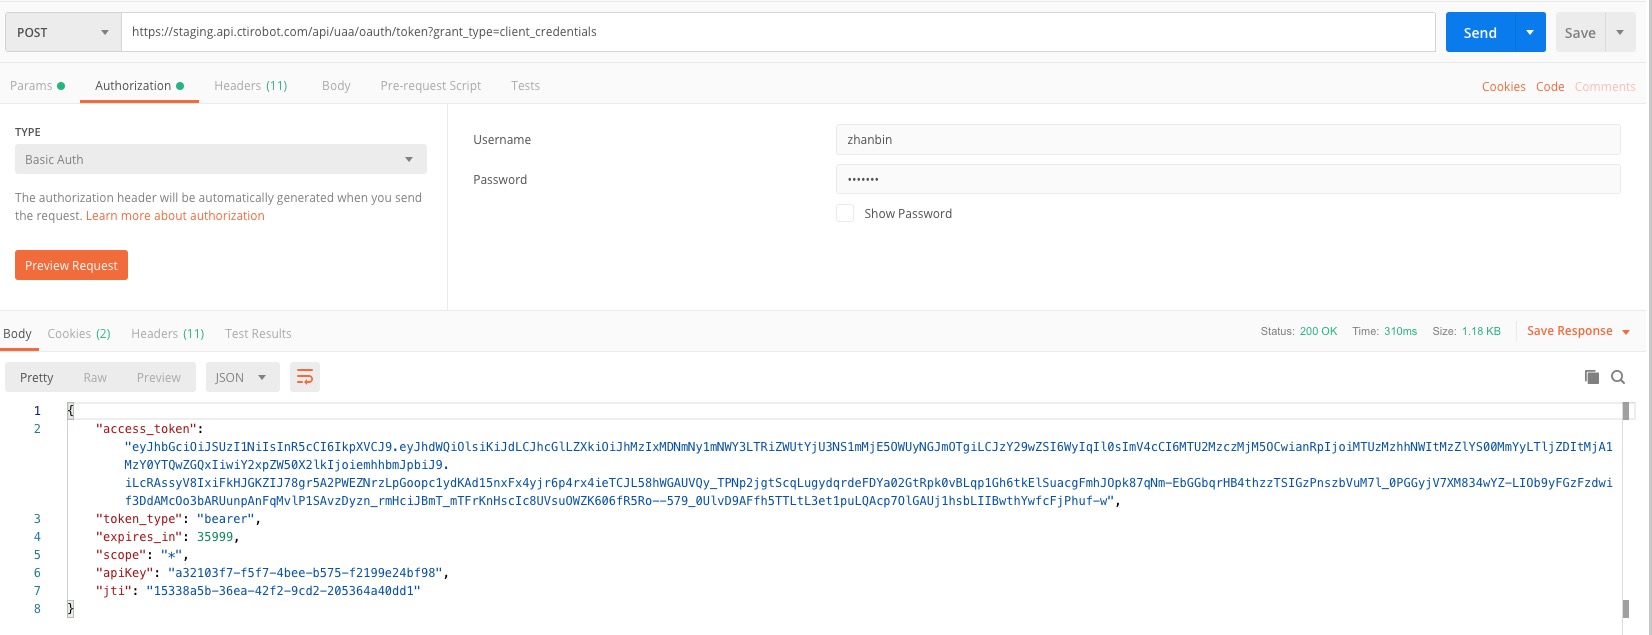 POST https://staging.api.ctirobot.com/api/uaa/oauth/token?grant_type=client_credentials Send Save
Params Authorization Headers (11) Body Pre-request Script Tests Cookies Code Comments
TYPE
Basic Auth
The authorization header will be automatically generated when you send
the request. Learn more about authorization
Preview Request
Username zhanbin
Password •••••••
Show Password
Body Cookies (2) Headers (11) Test Results Status: 200 OK Time: 310ms Size: 1.18 KB Save Response
Pretty Raw Preview JSON
1 {
2 "access_token":
"eyJhbGciOiJSUzI1NiIsInR5cCI6IkpXVCJ9.eyJhdWQiOlsiKiJdLCJhcGlLZXkiOiJhMzIxMDNmNy1mNWY3LTRiZWUtYjU3NS1mMjE5OWUyNGJmOTgiLCJzY29wZSI6WyIqIl0sImV4cCI6MTU2MzczMjM5OCwianRpIjoiMTUzMzhhNWItMzZlYS00MmYyLTljZDItMjA1
MzY0YTQwZGQxIiwiY2xpZW50X2lkIjoiemhhbmJpbiJ9.
iLcRAssyV8IxiFkHJGKZIJ78gr5A2PWEZNrzLpGoopc1ydKAd15nxFx4yjr6p4rx4ieTCJL58hWGAUVQy_TPNp2jgtScqLugydqrdeFDYa02GtRpk0vBLqp1Gh6tkElSuacgFmhJOpk87qNm-EbGGbqrHB4thzzTSIGzPnszbVuM7l_0PGGyjV7XM834wYZ-LIOb9yFGzFzdwi
f3DdAMcOo3bARUunpAnFqMvlP1SAvzDyzn_rmHciJBmT_mTFrKnHscIc8UVsuOWZK606fR5Ro--579_0UlvD9AFfh5TTLtL3et1puLQAcp7OlGAUj1hsbLIIBwthYwfcFjPhuf-w",
3 "token_type": "bearer",
4 "expires_in": 35999,
5 "scope": "*",
6 "apiKey": "a32103f7-f5f7-4bee-b575-f2199e24bf98",
7 "jti": "15338a5b-36ea-42f2-9cd2-205364a40dd1"
8 }